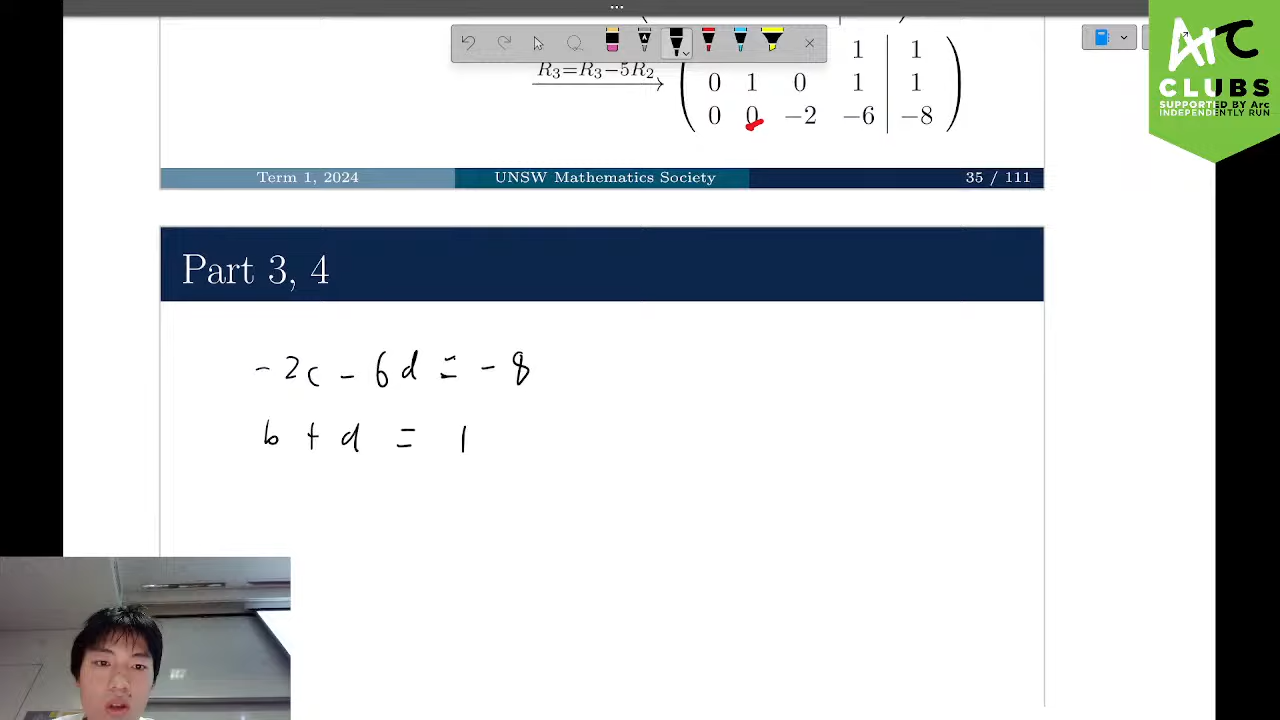 R₃=R₃−5R₂
1 1
0 1 0 1 1
0 0 −2 −6 −8
Term 1, 2024 UNSW Mathematics Society 35 / 111
Part 3, 4
-2c - 6d = -8
b + d = 1
ArC
CLUBS
SUPPORTED BY Arc
INDEPENDENTLY RUN